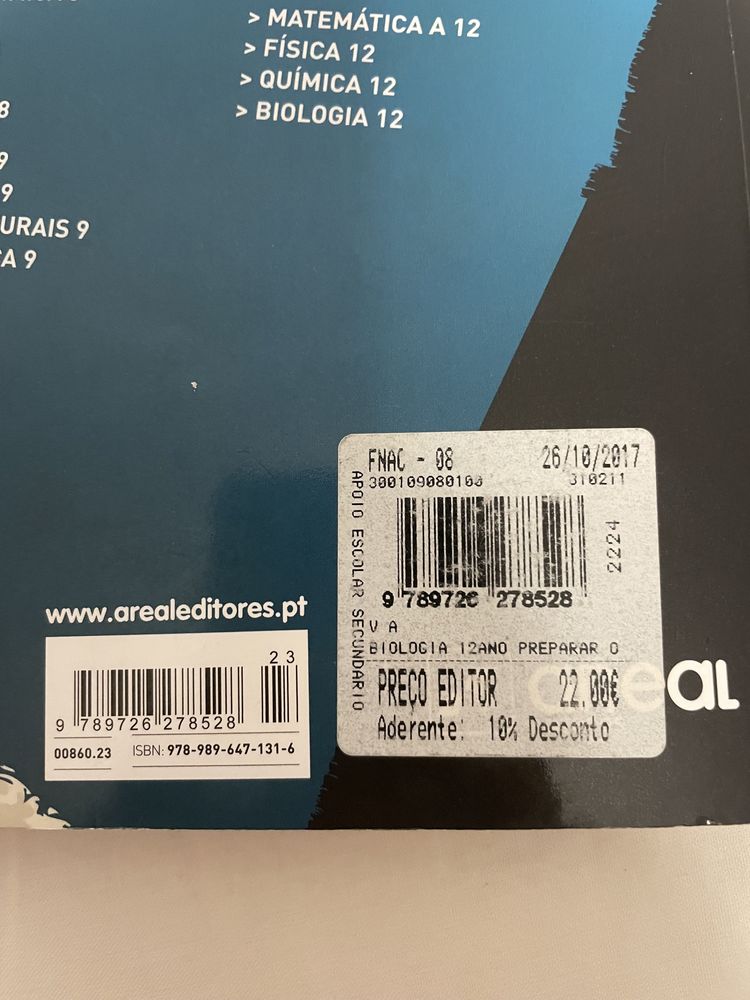 > MATEMÁTICA A 12
> FÍSICA 12
> QUÍMICA 12
> BIOLOGIA 12
8
9
9
URAIS 9
A 9
FNAC - 08 26/10/2017
300109080100 310211
APOIO ESCOLAR SECUNDARIO
2224
9 789726 278528
V A
BIOLOGIA 12ANO PREPARAR O
PREÇO EDITOR 22.00€
Aderente: 10% Desconto
areal
www.arealeditores.pt
23
9 789726 278528
00860.23 ISBN: 978-989-647-131-6